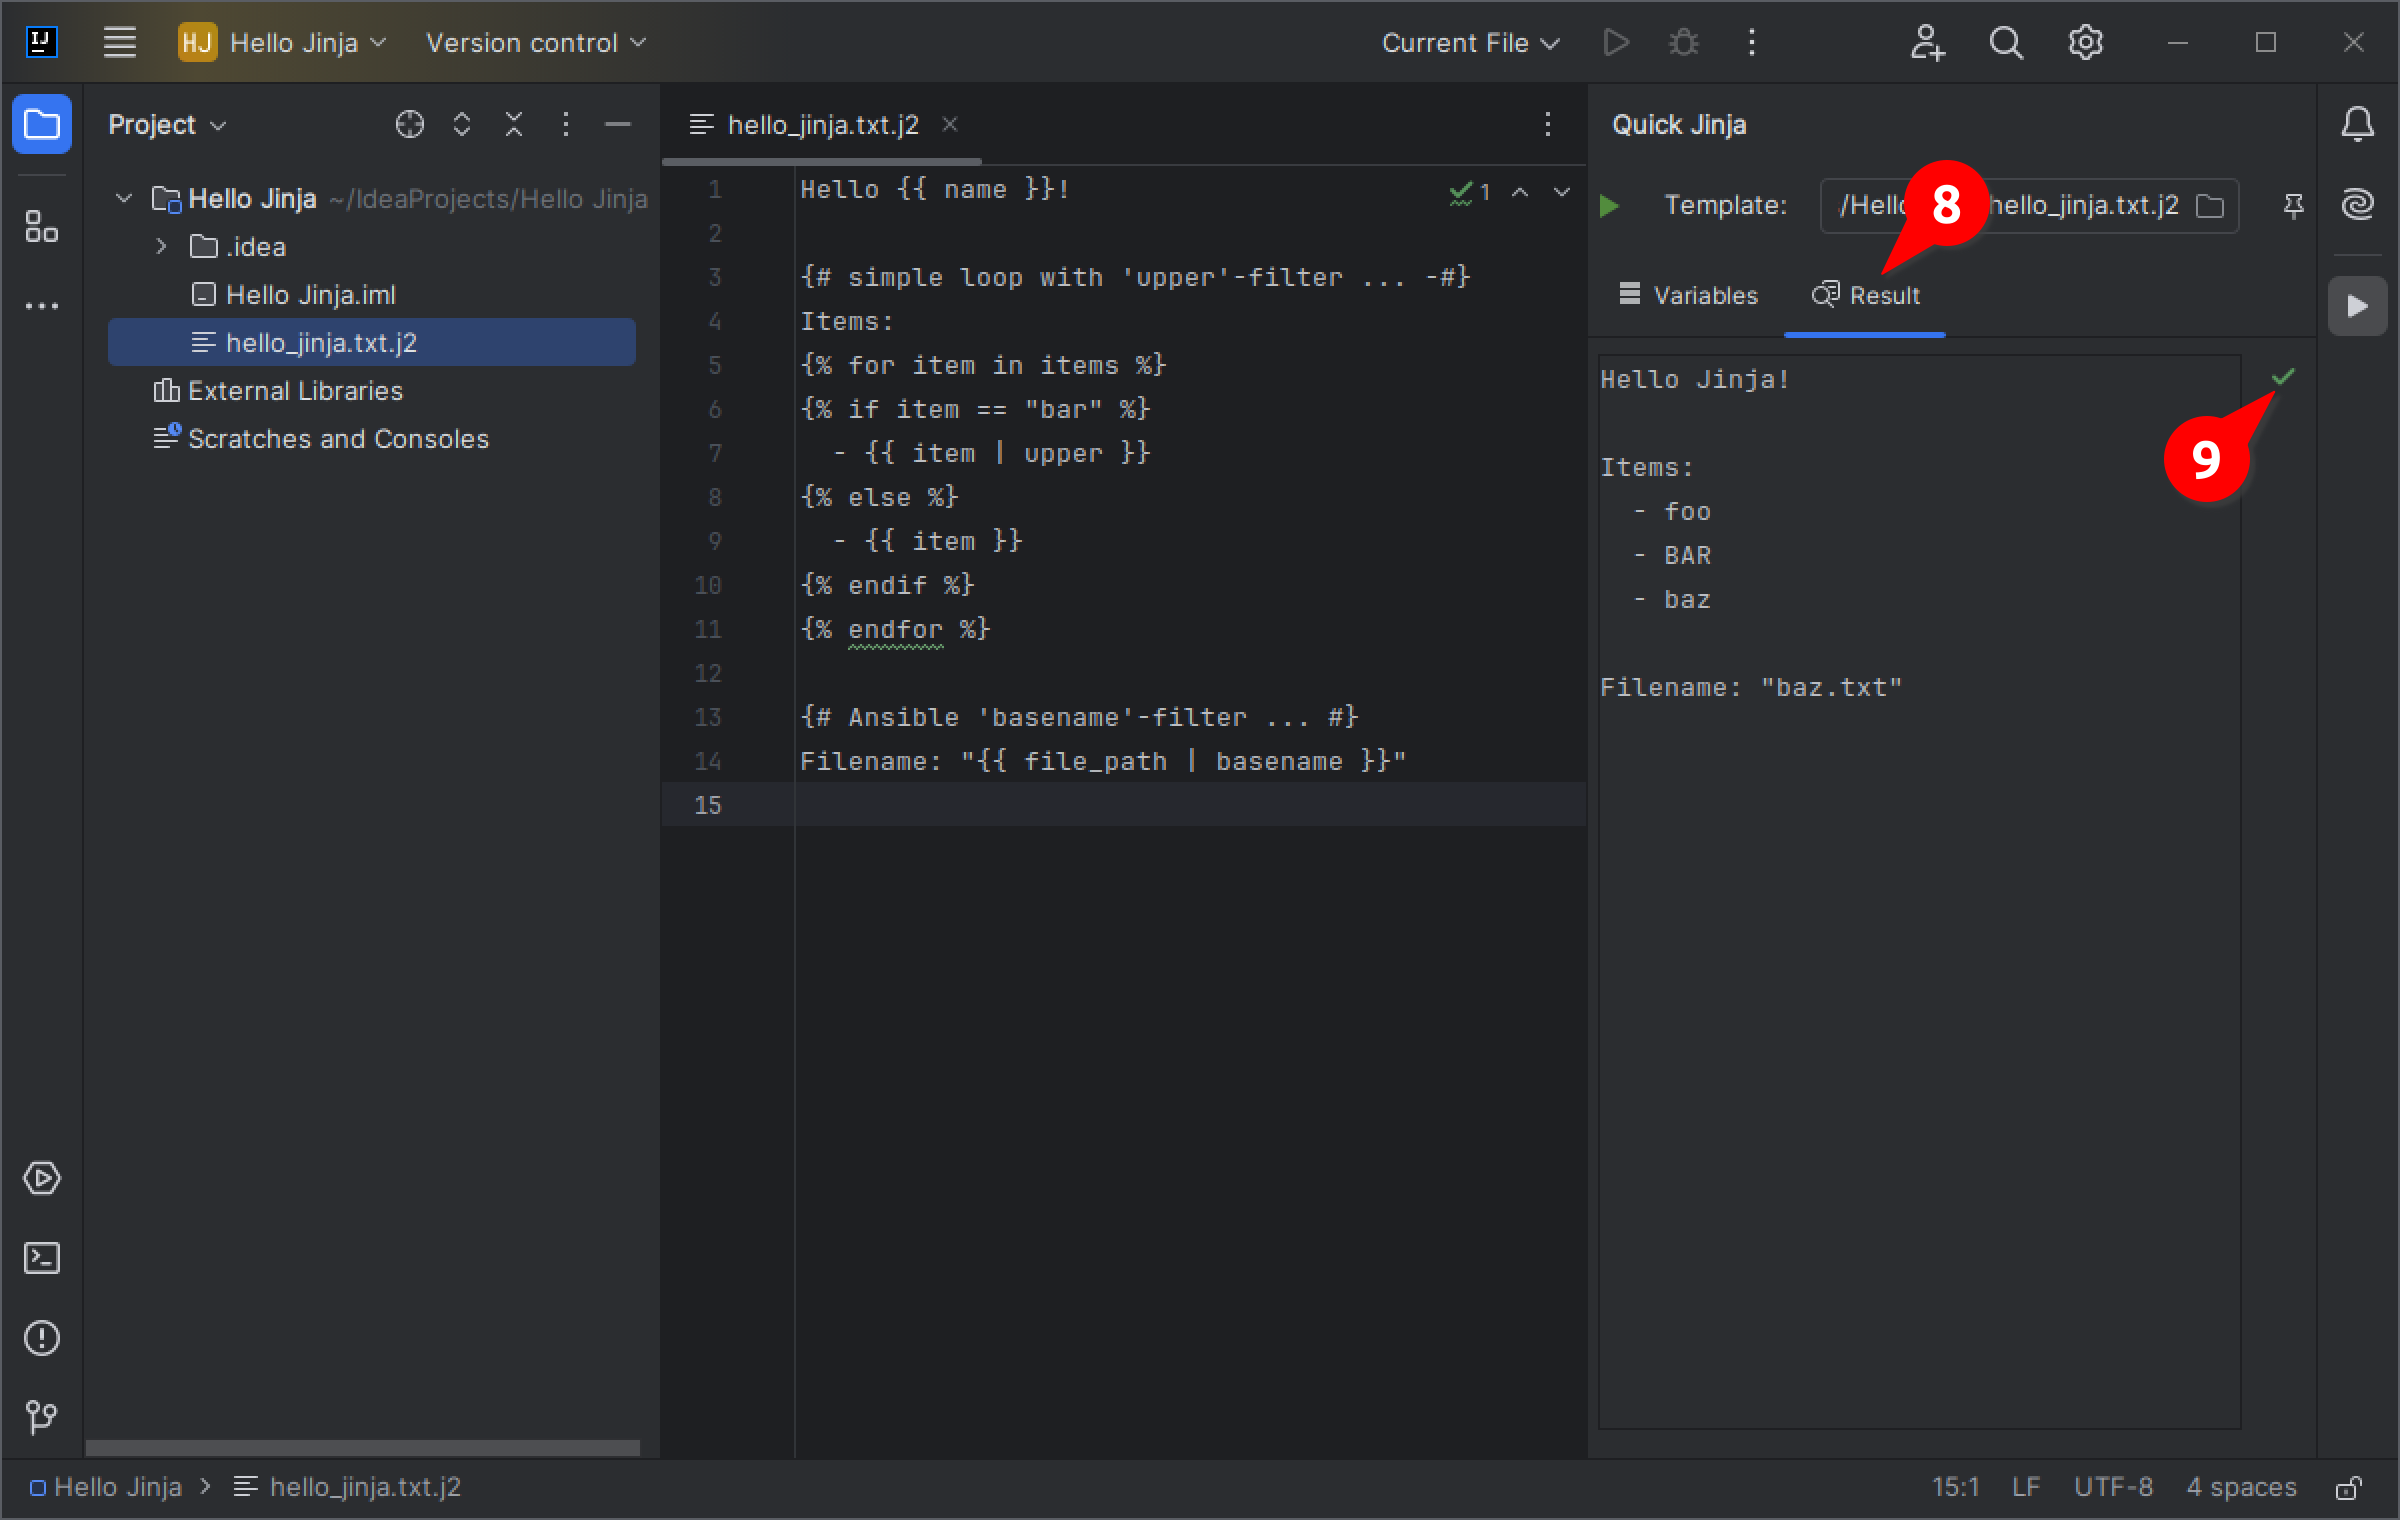 IJ
HJ Hello Jinja Version control Current File
Project
Hello Jinja ~/IdeaProjects/Hello Jinja
.idea
Hello Jinja.iml
hello_jinja.txt.j2
External Libraries
Scratches and Consoles
hello_jinja.txt.j2
1 Hello {{ name }}!
2
3 {# simple loop with 'upper'-filter ... -#}
4 Items:
5 {% for item in items %}
6 {% if item == "bar" %}
7   - {{ item | upper }}
8 {% else %}
9   - {{ item }}
10 {% endif %}
11 {% endfor %}
12
13 {# Ansible 'basename'-filter ... #}
14 Filename: "{{ file_path | basename }}"
15
1
Quick Jinja
Template: /Hello hello_jinja.txt.j2
8
Variables Result
Hello Jinja!
9
Items:
  - foo
  - BAR
  - baz
Filename: "baz.txt"
Hello Jinja > hello_jinja.txt.j2 15:1 LF UTF-8 4 spaces